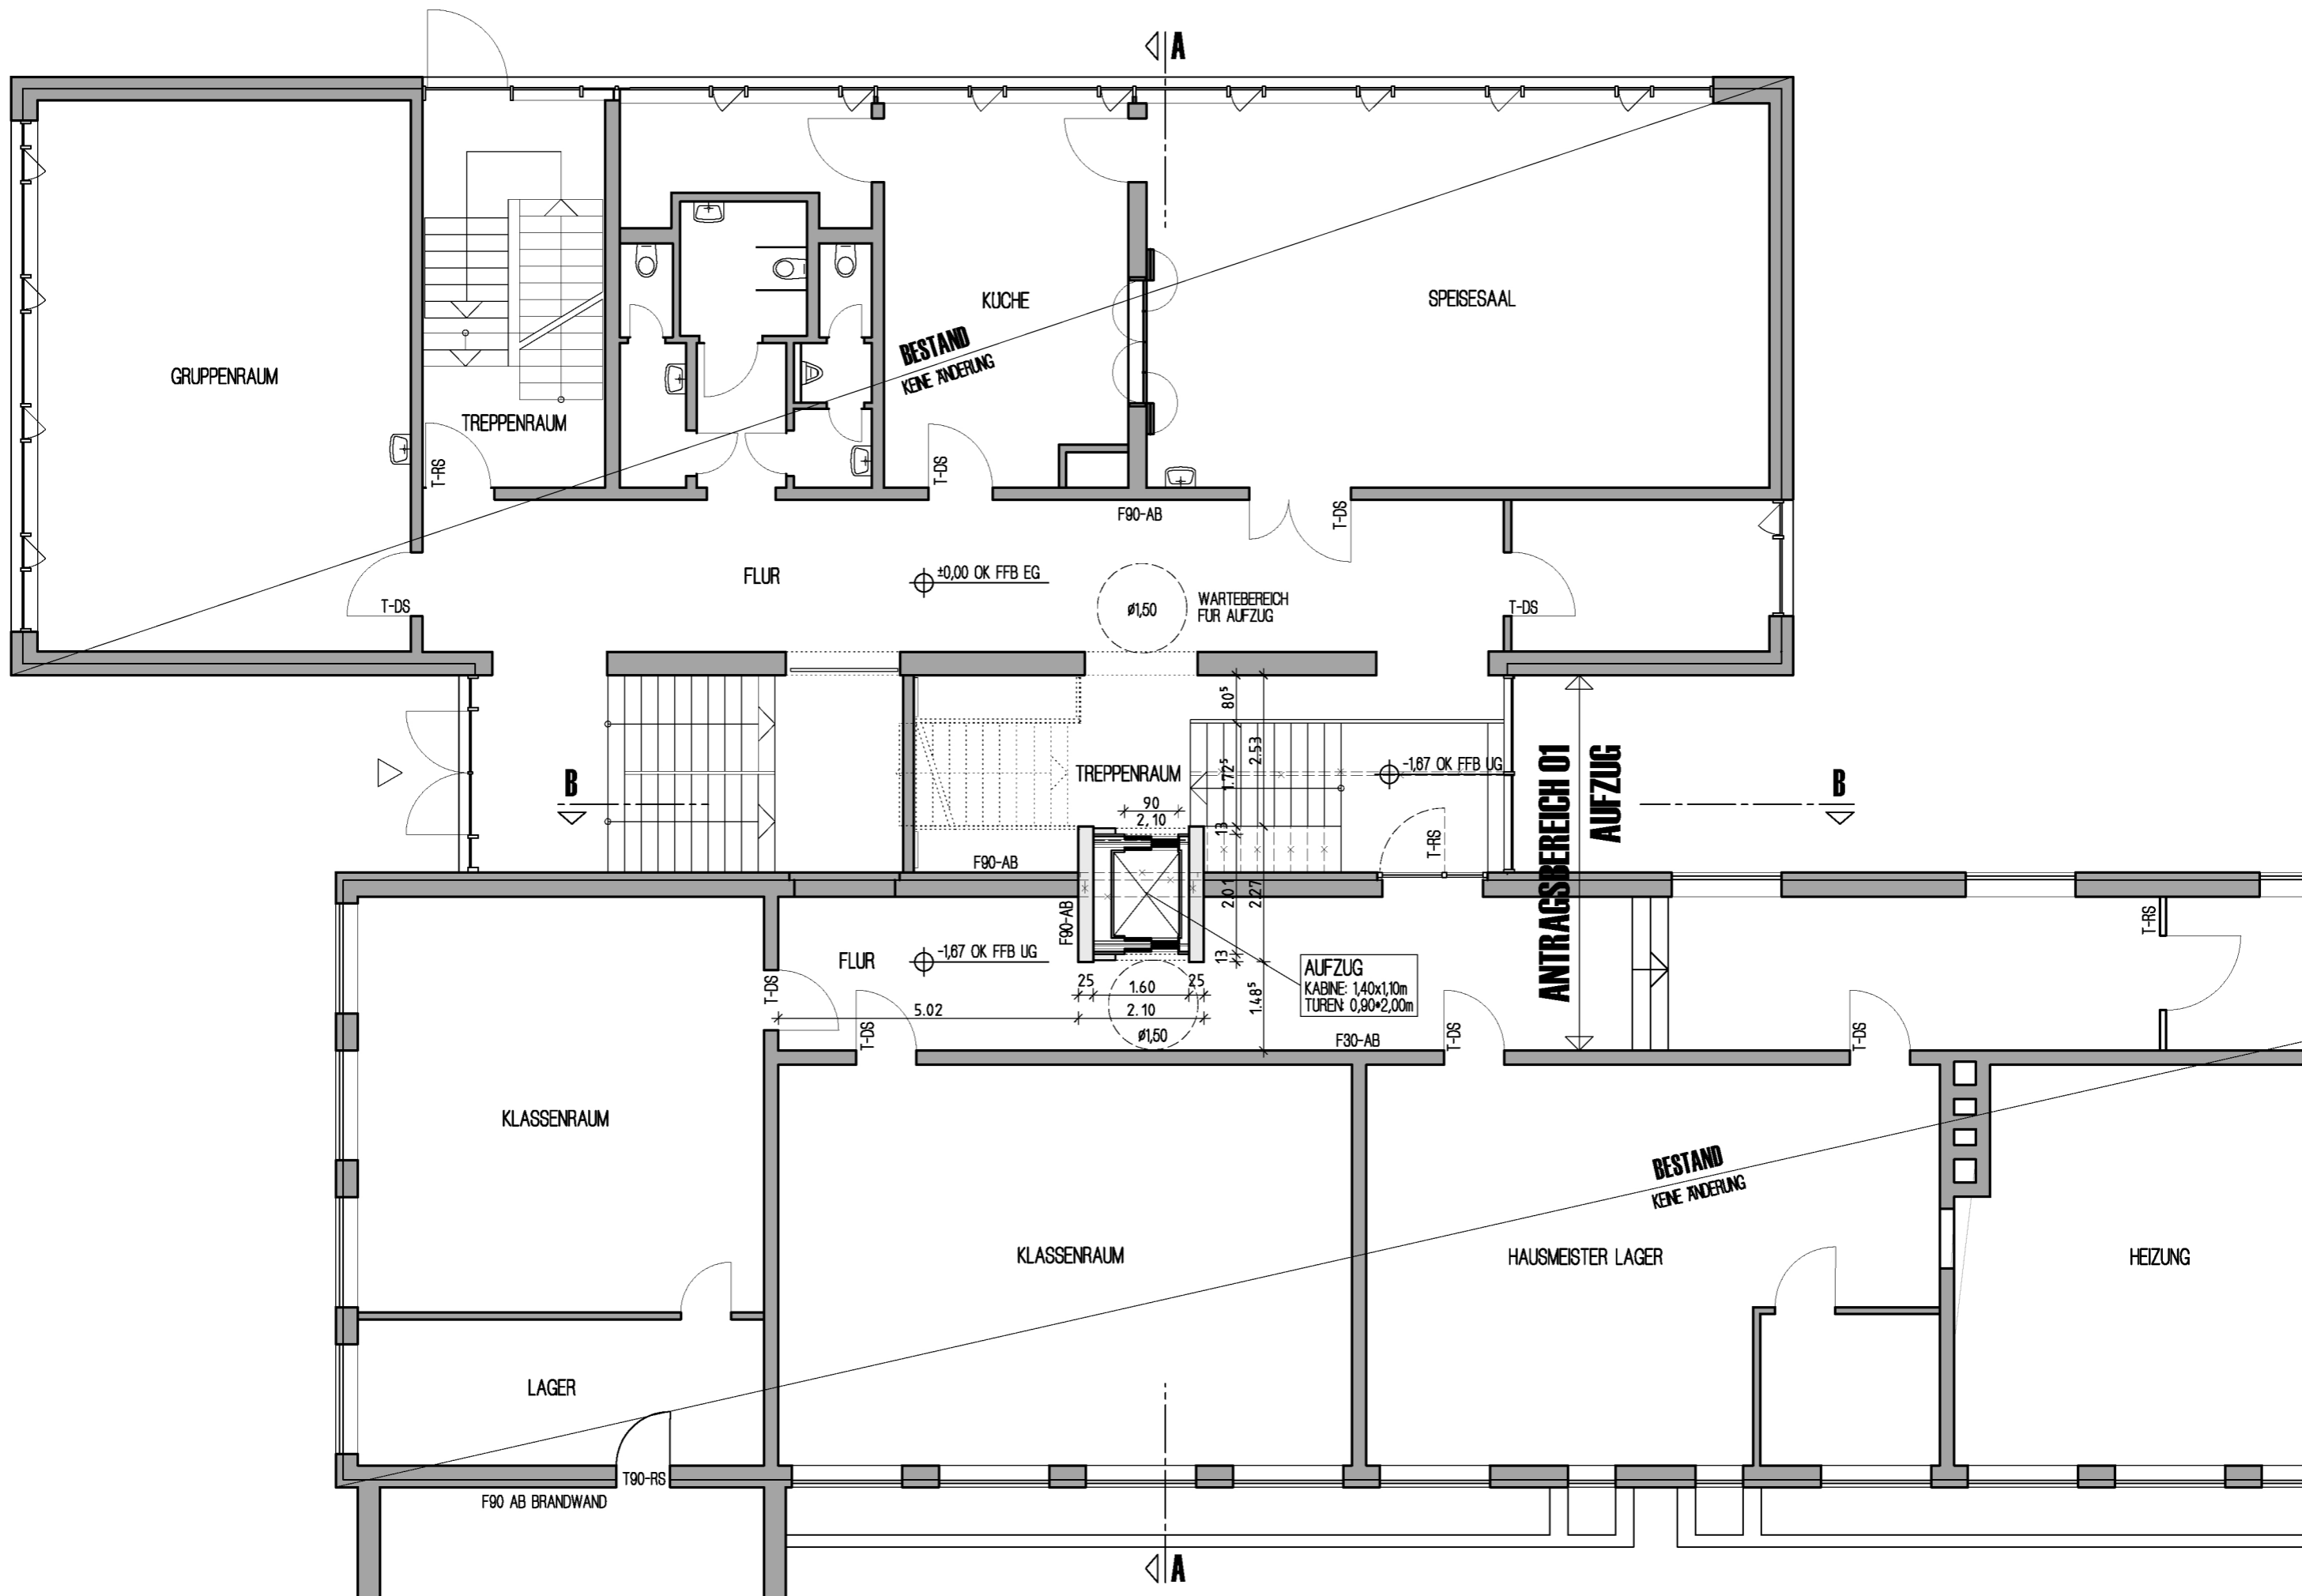 A
KÜCHE
SPEISESAAL
BESTAND
KEINE ÄNDERUNG
GRUPPENRAUM
TREPPENRAUM
T-RS
T-DS
F90-AB
T-DS
FLUR
±0,00 OK FFB EG
T-DS
ø1,50
WARTEBEREICH
FÜR AUFZUG
T-DS
80⁵
1.72⁵
2.53
TREPPENRAUM
-1,67 OK FFB UG
ANTRAGSBEREICH 01
AUFZUG
B
B
90
2,10
13
F90-AB
T-RS
2.01
2.27
F90-AB
T-RS
FLUR
-1,67 OK FFB UG
13
AUFZUG
KABINE: 1,40x1,10m
TÜREN: 0,90*2,00m
T-DS
25
1.60
25
1.48⁵
5.02
2.10
T-DS
ø1,50
F30-AB
T-DS
T-DS
KLASSENRAUM
BESTAND
KEINE ÄNDERUNG
KLASSENRAUM
HAUSMEISTER LAGER
HEIZUNG
LAGER
T90-RS
F90 AB BRANDWAND
A